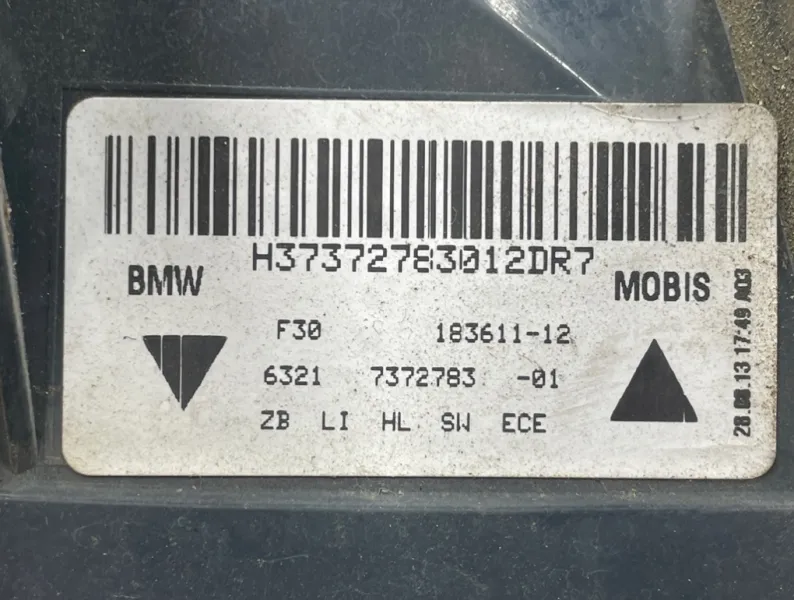 H37372783012DR7
BMW
MOBIS
F30 183611-12
6321 7372783 -01
ZB LI HL SW ECE
28.08.13 17:49 A03